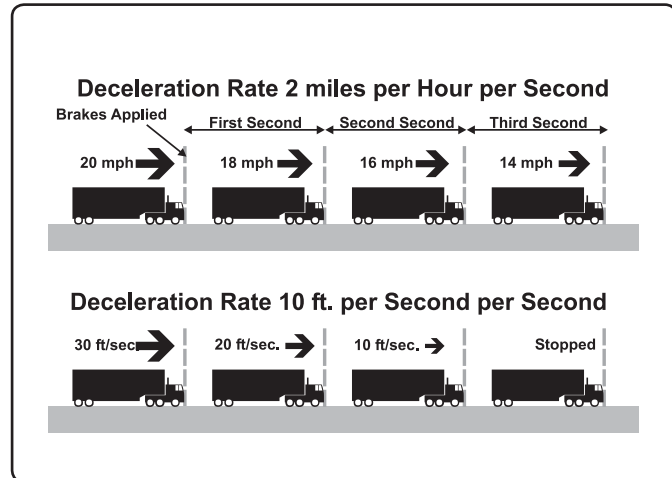 Deceleration Rate 2 miles per Hour per Second
Brakes Applied
First Second Second Second Third Second
20 mph 18 mph 16 mph 14 mph
Deceleration Rate 10 ft. per Second per Second
30 ft/sec. 20 ft/sec. 10 ft/sec. Stopped